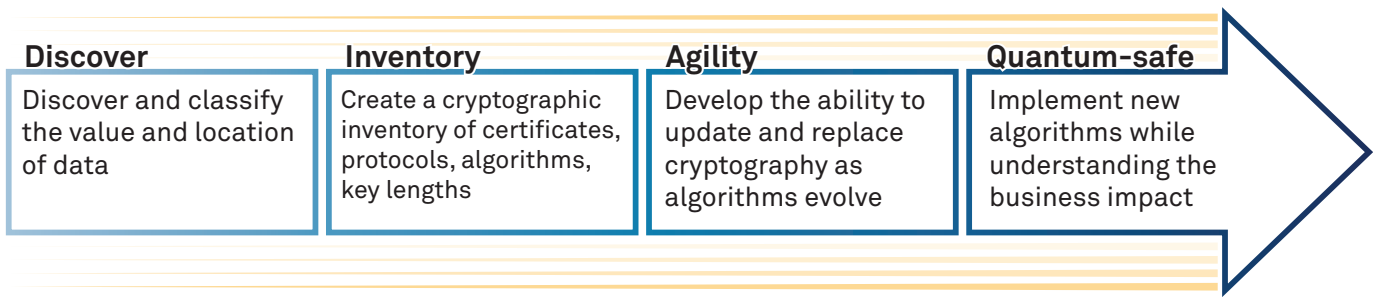 Discover
Discover and classify
the value and location
of data
Inventory
Create a cryptographic
inventory of certificates,
protocols, algorithms,
key lengths
Agility
Develop the ability to
update and replace
cryptography as
algorithms evolve
Quantum-safe
Implement new
algorithms while
understanding the
business impact